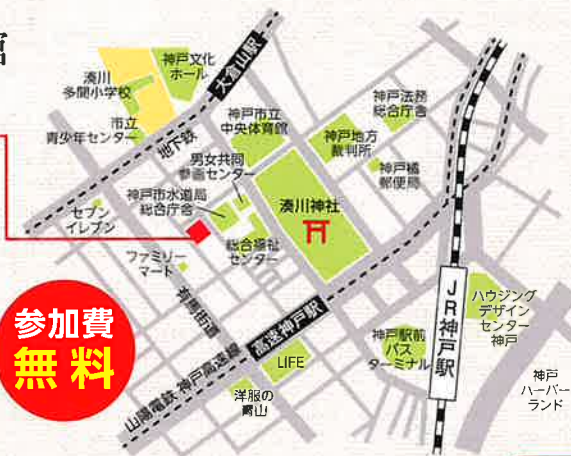 館
神戸文化
ホール
大倉山駅
湊川
多聞小学校
市立
青少年センター
地下鉄
神戸市立
中央体育館
神戸法務
総合庁舎
神戸地方
裁判所
神戸橘
郵便局
男女共同
参画センター
神戸市水道局
総合庁舎
湊川神社
セブン
イレブン
総合福祉
センター
ファミリー
マート
有馬街道
参加費
無料
高速神戸駅
山陽電鉄 神戸高速線
LIFE
洋服の
青山
神戸駅前
バス
ターミナル
JR神戸駅
ハウジング
デザイン
センター
神戸
神戸
ハーバー
ランド